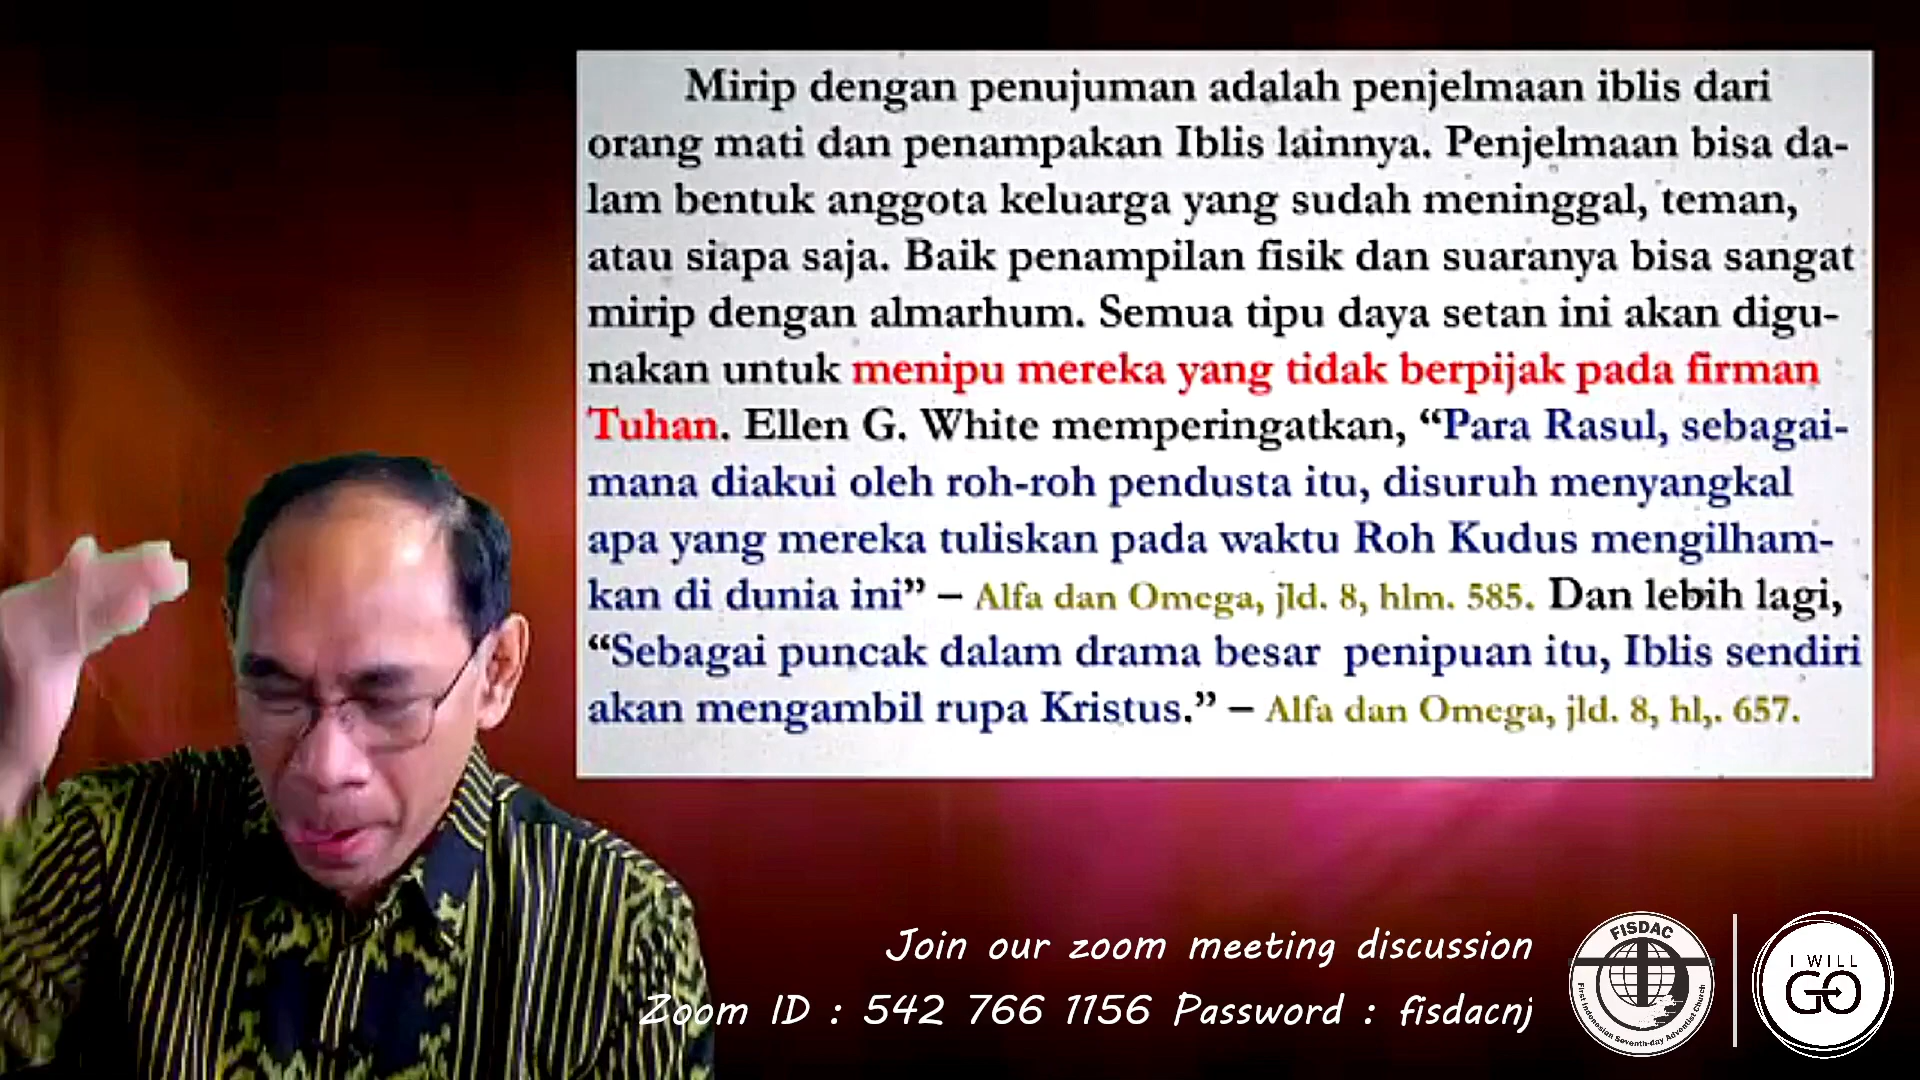 Mirip dengan penujuman adalah penjelmaan iblis dari
orang mati dan penampakan Iblis lainnya. Penjelmaan bisa da-
lam bentuk anggota keluarga yang sudah meninggal, teman,
atau siapa saja. Baik penampilan fisik dan suaranya bisa sangat
mirip dengan almarhum. Semua tipu daya setan ini akan digu-
nakan untuk menipu mereka yang tidak berpijak pada firman
Tuhan. Ellen G. White memperingatkan, “Para Rasul, sebagai-
mana diakui oleh roh-roh pendusta itu, disuruh menyangkal
apa yang mereka tuliskan pada waktu Roh Kudus mengilham-
kan di dunia ini” – Alfa dan Omega, jld. 8, hlm. 585. Dan lebih lagi,
“Sebagai puncak dalam drama besar penipuan itu, Iblis sendiri
akan mengambil rupa Kristus.” – Alfa dan Omega, jld. 8, hl,. 657.
Join our zoom meeting discussion
Zoom ID : 542 766 1156 Password : fisdacnj
FISDAC
First Indonesian Seventh-day Adventist Church
I WILL
GO